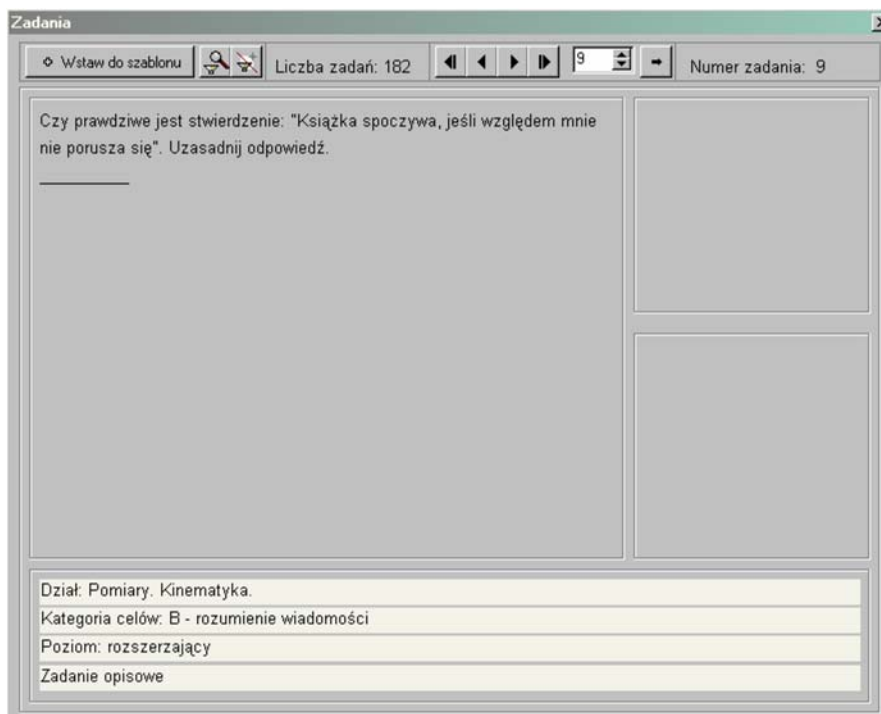 Zadania
Wstaw do szablonu
Liczba zadań: 182
9
Numer zadania: 9
Czy prawdziwe jest stwierdzenie: "Książka spoczywa, jeśli względem mnie
nie porusza się". Uzasadnij odpowiedź.
Dział: Pomiary. Kinematyka.
Kategoria celów: B - rozumienie wiadomości
Poziom: rozszerzający
Zadanie opisowe